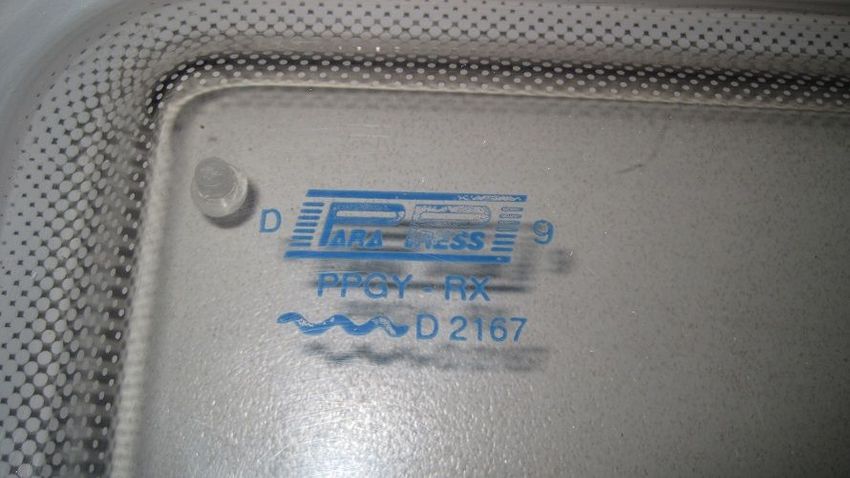 D PARA PRESS 9
PPGY - RX
D 2167